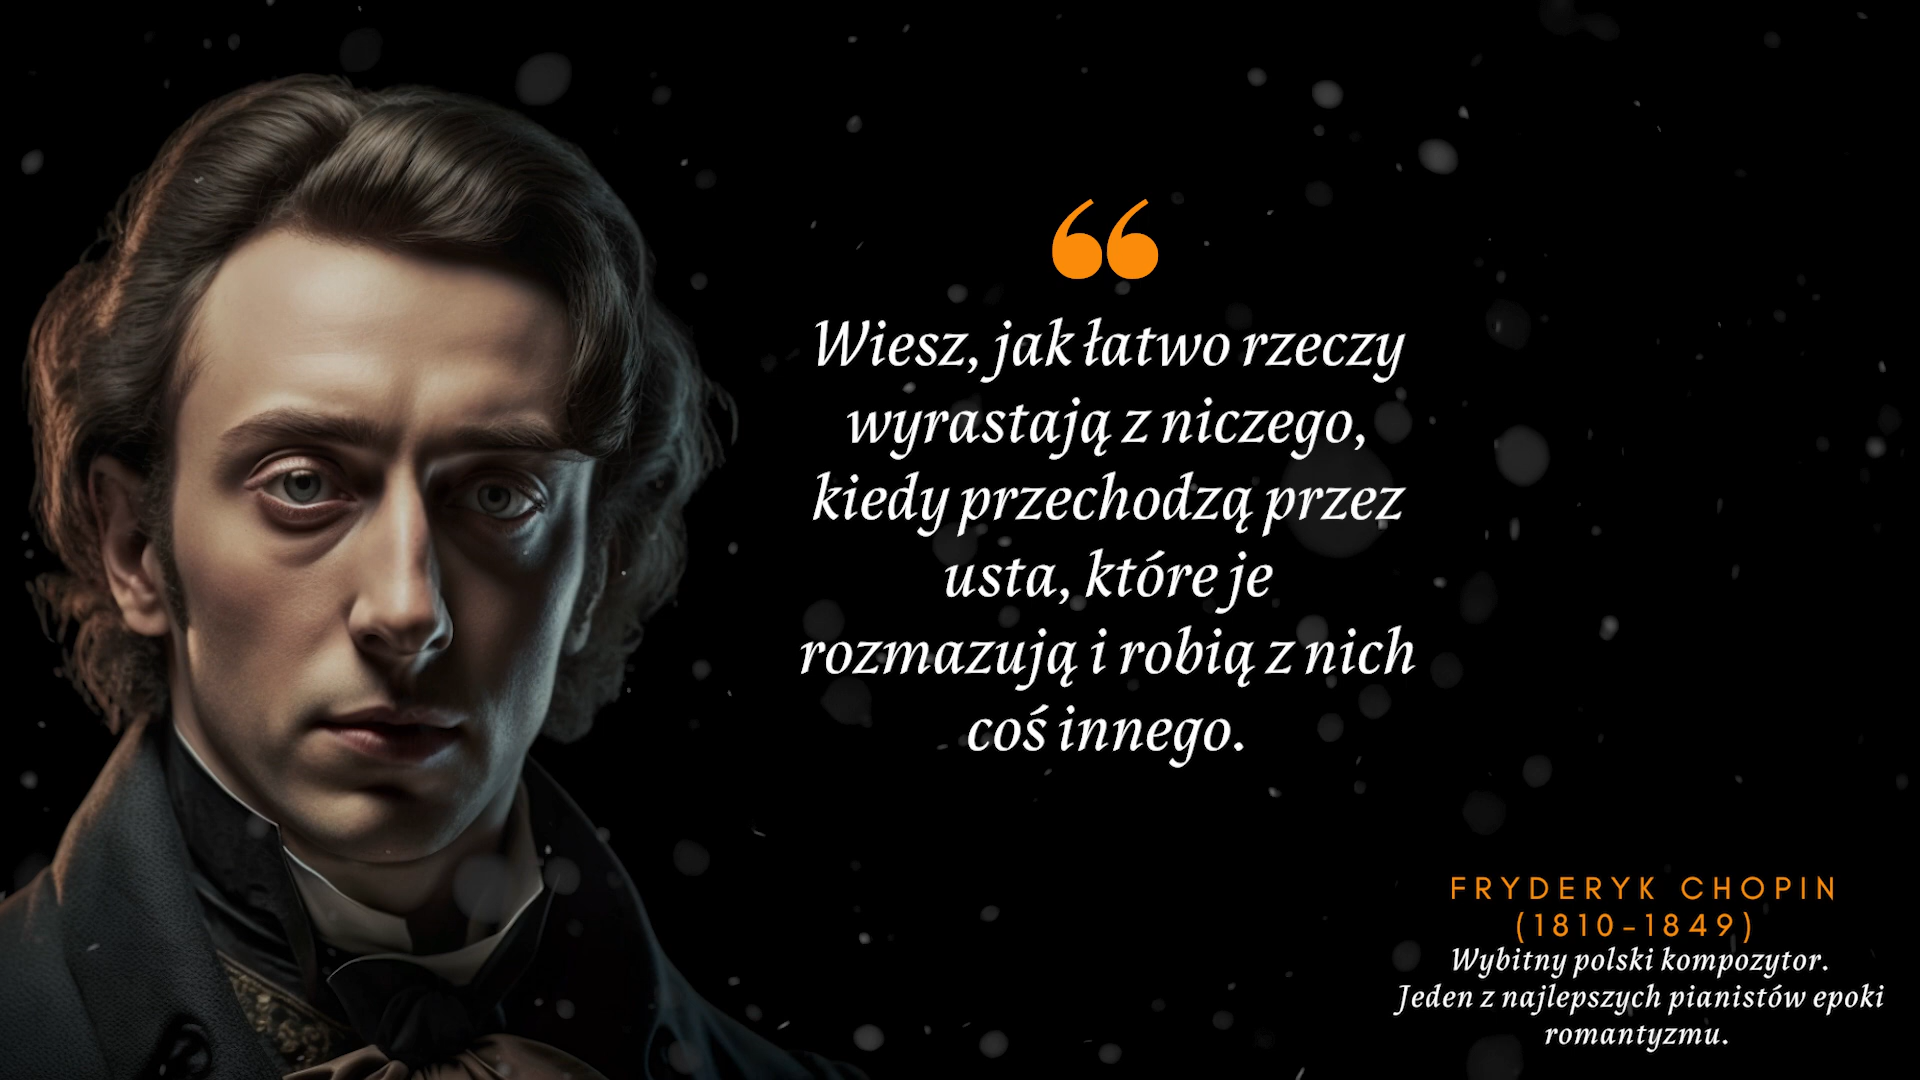 Wiesz, jak łatwo rzeczy
wyrastają z niczego,
kiedy przechodzą przez
usta, które je
rozmazują i robią z nich
coś innego.
FRYDERYK CHOPIN
(1810-1849)
Wybitny polski kompozytor.
Jeden z najlepszych pianistów epoki
romantyzmu.